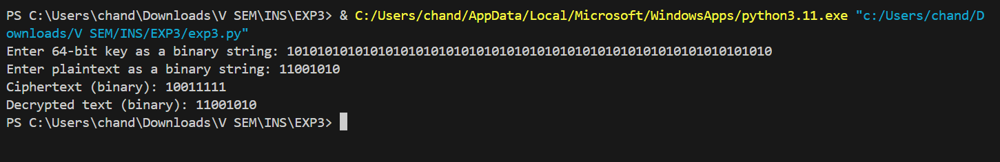 PS C:\Users\chand\Downloads\V SEM\INS\EXP3> & C:/Users/chand/AppData/Local/Microsoft/WindowsApps/python3.11.exe "c:/Users/chand/D
ownloads/V SEM/INS/EXP3/exp3.py"
Enter 64-bit key as a binary string: 1010101010101010101010101010101010101010101010101010101010101010
Enter plaintext as a binary string: 11001010
Ciphertext (binary): 10011111
Decrypted text (binary): 11001010
PS C:\Users\chand\Downloads\V SEM\INS\EXP3>